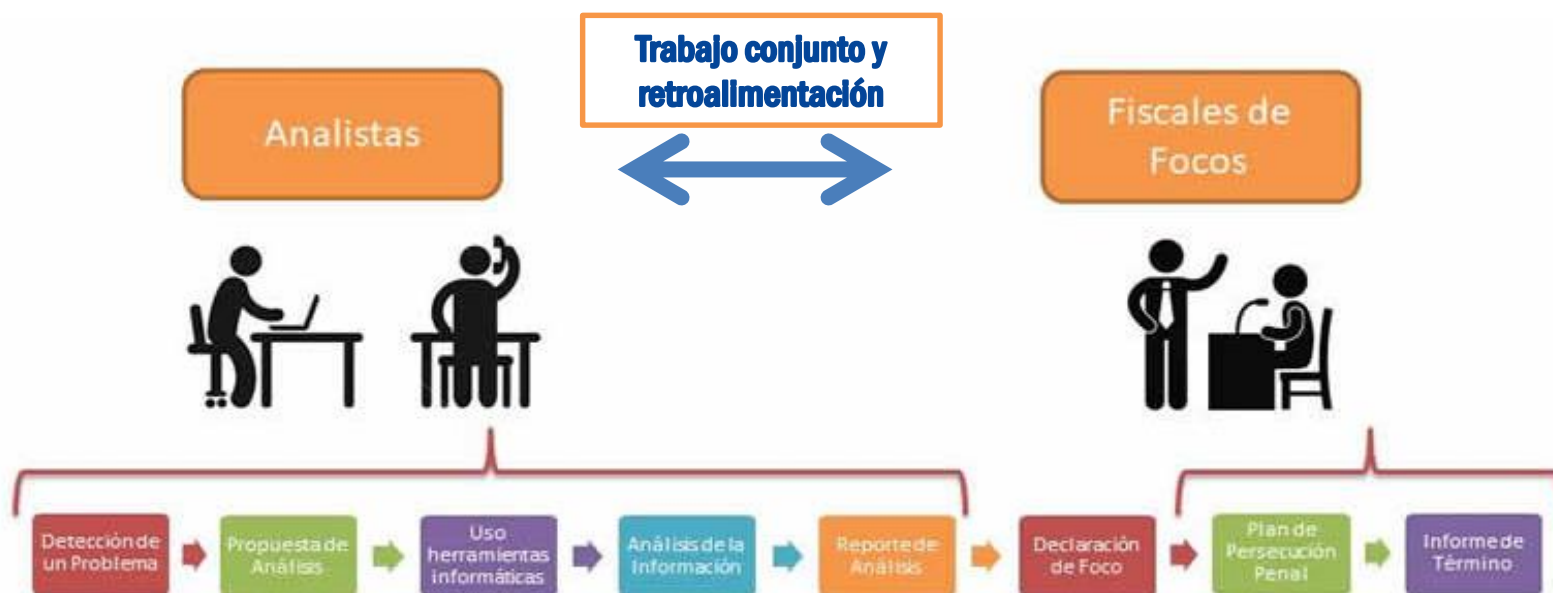 Trabajo conjunto y
retroalimentación
Analistas
Fiscales de
Focos
Detección de
un Problema
Propuesta de
Análisis
Uso
herramientas
informáticas
Análisis de la
Información
Reporte de
Análisis
Declaración
de Foco
Plan de
Persecución
Penal
Informe de
Término